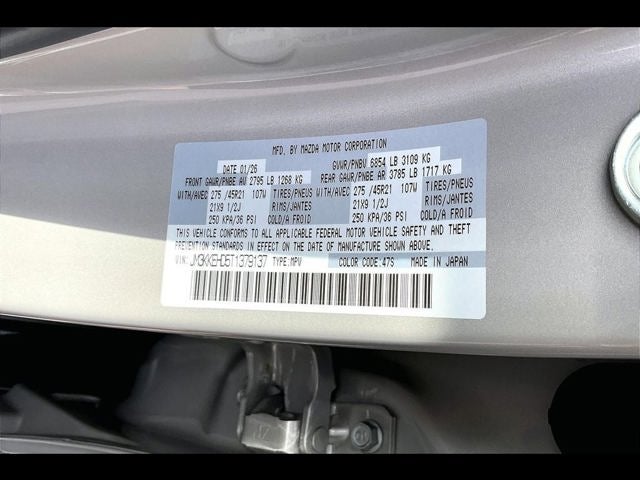 MFD. BY MAZDA MOTOR CORPORATION
DATE 01/26 GVWR/PNBV 6854 LB 3109 KG
FRONT GAWR/PNBE AV 2795 LB 1268 KG REAR GAWR/PNBE AR 3785 LB 1717 KG
WITH/AVEC 275 /45R21 107W TIRES/PNEUS WITH/AVEC 275 /45R21 107W TIRES/PNEUS
21X9 1/2J RIMS/JANTES 21X9 1/2J RIMS/JANTES
250 KPA/36 PSI COLD/A FROID 250 KPA/36 PSI COLD/A FROID
THIS VEHICLE CONFORMS TO ALL APPLICABLE FEDERAL MOTOR VEHICLE SAFETY AND THEFT
PREVENTION STANDARDS IN EFFECT ON THE DATE OF MANUFACTURE SHOWN ABOVE.
VIN: JM3KKEHD5T1379137 TYPE:MPV COLOR CODE:47S MADE IN JAPAN